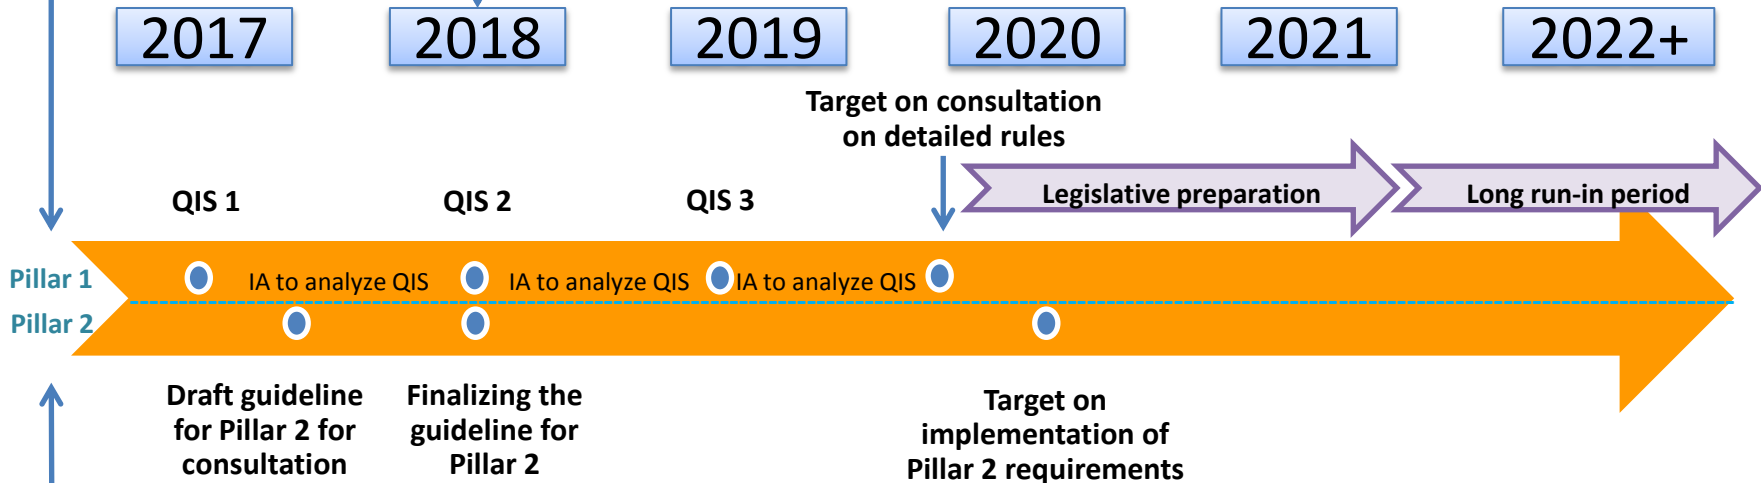 2017
2018
2019
2020
2021
2022+
Target on consultation
on detailed rules
Legislative preparation
Long run-in period
QIS 1
QIS 2
QIS 3
Pillar 1
IA to analyze QIS
IA to analyze QIS
IA to analyze QIS
Pillar 2
Draft guideline
for Pillar 2 for
consultation
Finalizing the
guideline for
Pillar 2
Target on
implementation of
Pillar 2 requirements